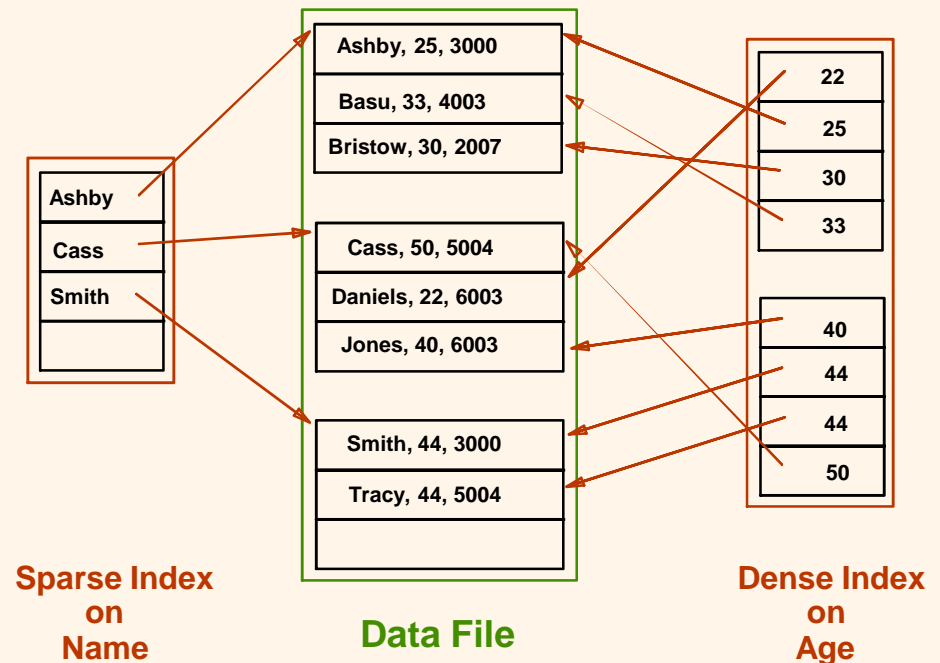 Ashby
Cass
Smith
Sparse Index
on
Name
Ashby, 25, 3000
Basu, 33, 4003
Bristow, 30, 2007
Cass, 50, 5004
Daniels, 22, 6003
Jones, 40, 6003
Smith, 44, 3000
Tracy, 44, 5004
Data File
22
25
30
33
40
44
44
50
Dense Index
on
Age